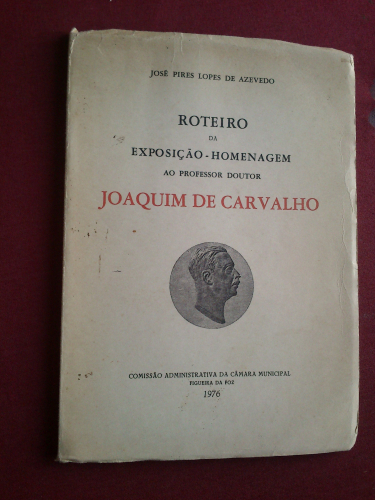 JOSÉ PIRES LOPES DE AZEVEDO
ROTEIRO
DA
EXPOSIÇÃO-HOMENAGEM
AO PROFESSOR DOUTOR
JOAQUIM DE CARVALHO
COMISSÃO ADMINISTRATIVA DA CÂMARA MUNICIPAL
FIGUEIRA DA FOZ
1976